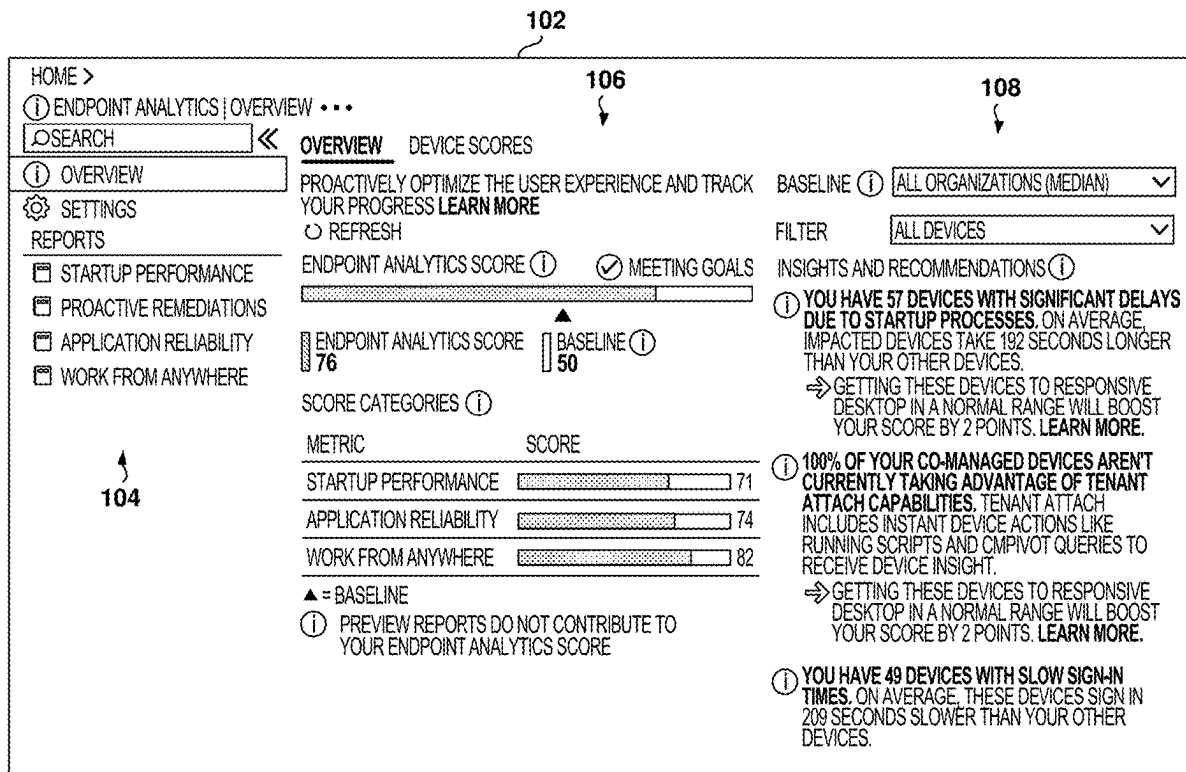 102
HOME >
ENDPOINT ANALYTICS | OVERVIEW • • •
SEARCH
OVERVIEW
SETTINGS
REPORTS
STARTUP PERFORMANCE
PROACTIVE REMEDIATIONS
APPLICATION RELIABILITY
WORK FROM ANYWHERE
104
106
OVERVIEW DEVICE SCORES
PROACTIVELY OPTIMIZE THE USER EXPERIENCE AND TRACK
YOUR PROGRESS LEARN MORE
REFRESH
ENDPOINT ANALYTICS SCORE MEETING GOALS
ENDPOINT ANALYTICS SCORE BASELINE
76 50
SCORE CATEGORIES
METRIC SCORE
STARTUP PERFORMANCE 71
APPLICATION RELIABILITY 74
WORK FROM ANYWHERE 82
▲ = BASELINE
PREVIEW REPORTS DO NOT CONTRIBUTE TO
YOUR ENDPOINT ANALYTICS SCORE
108
BASELINE ALL ORGANIZATIONS (MEDIAN)
FILTER ALL DEVICES
INSIGHTS AND RECOMMENDATIONS
YOU HAVE 57 DEVICES WITH SIGNIFICANT DELAYS
DUE TO STARTUP PROCESSES. ON AVERAGE,
IMPACTED DEVICES TAKE 192 SECONDS LONGER
THAN YOUR OTHER DEVICES.
GETTING THESE DEVICES TO RESPONSIVE
DESKTOP IN A NORMAL RANGE WILL BOOST
YOUR SCORE BY 2 POINTS. LEARN MORE.
100% OF YOUR CO-MANAGED DEVICES AREN'T
CURRENTLY TAKING ADVANTAGE OF TENANT
ATTACH CAPABILITIES. TENANT ATTACH
INCLUDES INSTANT DEVICE ACTIONS LIKE
RUNNING SCRIPTS AND CMPIVOT QUERIES TO
RECEIVE DEVICE INSIGHT.
GETTING THESE DEVICES TO RESPONSIVE
DESKTOP IN A NORMAL RANGE WILL BOOST
YOUR SCORE BY 2 POINTS. LEARN MORE.
YOU HAVE 49 DEVICES WITH SLOW SIGN-IN
TIMES. ON AVERAGE, THESE DEVICES SIGN IN
209 SECONDS SLOWER THAN YOUR OTHER
DEVICES.